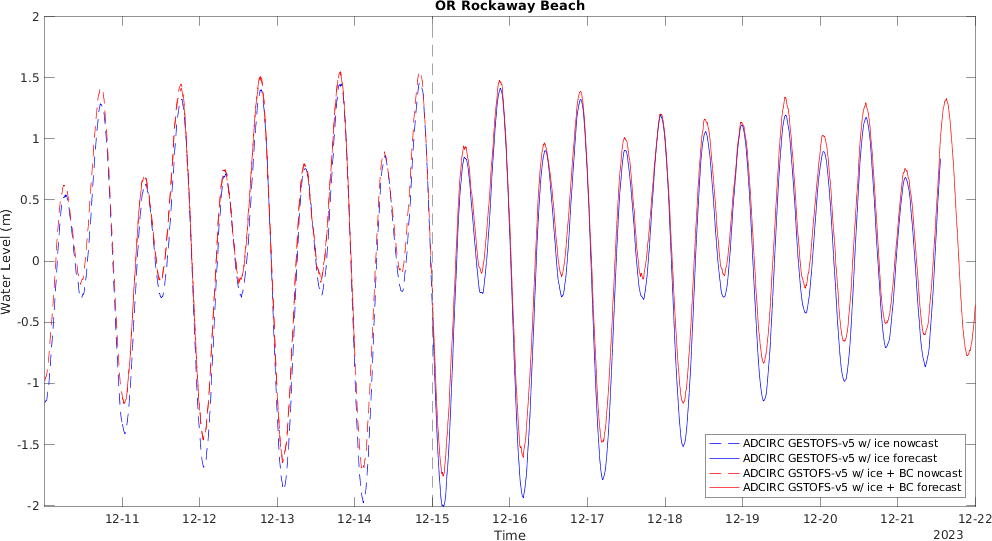 OR Rockaway Beach
2
1.5
1
0.5
0
-0.5
-1
-1.5
-2
Water Level (m)
ADCIRC GESTOFS-v5 w/ ice nowcast
ADCIRC GESTOFS-v5 w/ ice forecast
ADCIRC GSTOFS-v5 w/ ice + BC nowcast
ADCIRC GSTOFS-v5 w/ ice + BC forecast
12-11 12-12 12-13 12-14 12-15 12-16 12-17 12-18 12-19 12-20 12-21 12-22
Time
2023